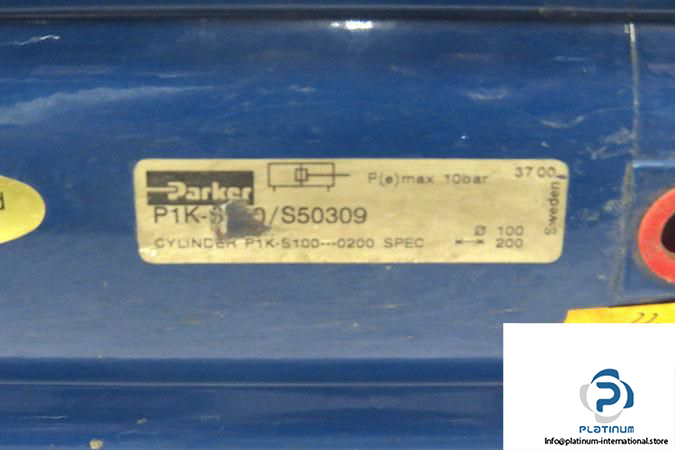 Parker
P(e)max 10bar
3700
/S50309
CYLINDER P1K-S100---0200 SPEC
Ø 100
200
Sweden
PLATINUM
Info@platinum-international.store